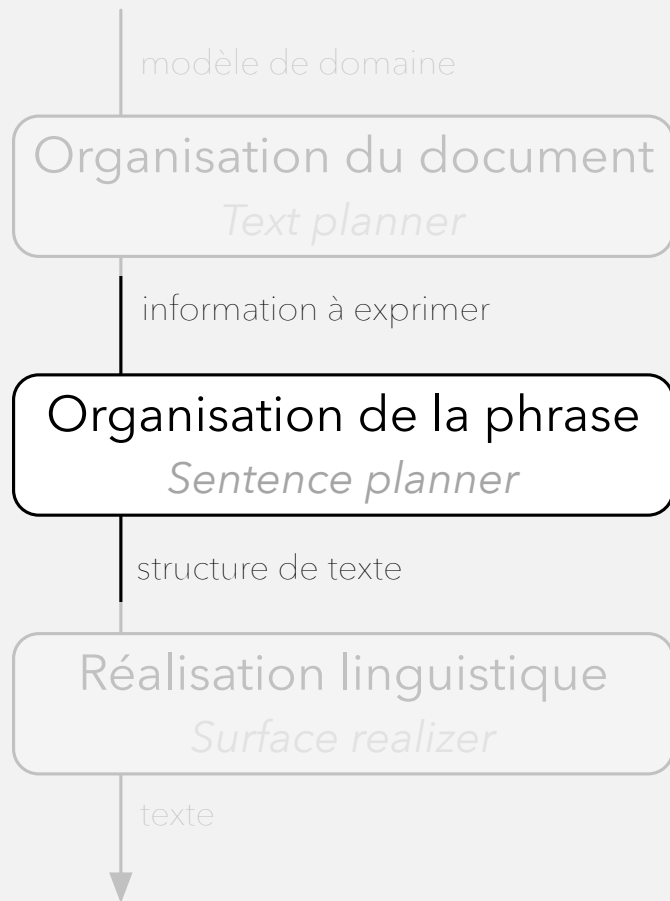 modèle de domaine
Organisation du document
Text planner
information à exprimer
Organisation de la phrase
Sentence planner
structure de texte
Réalisation linguistique
Surface realizer
texte